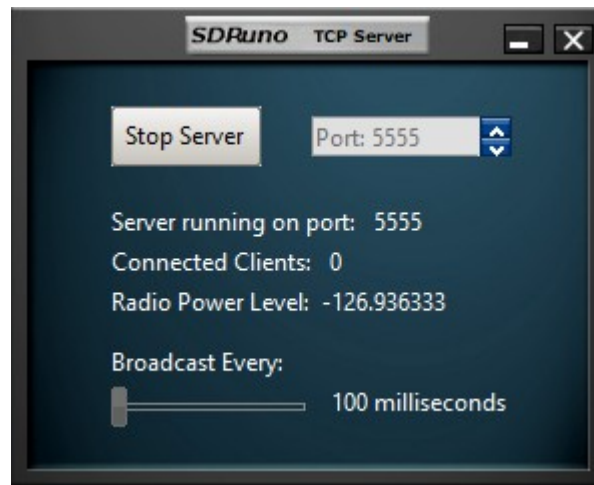 SDRuno TCP Server
Stop Server
Port: 5555
Server running on port: 5555
Connected Clients: 0
Radio Power Level: -126.936333
Broadcast Every:
100 milliseconds